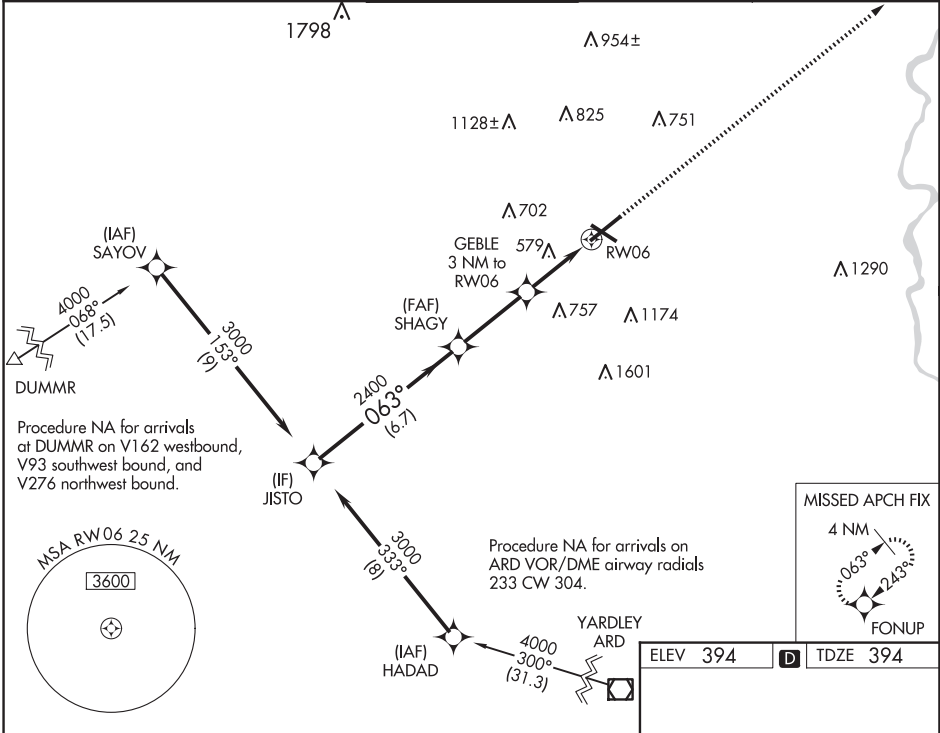 1798
954±
1128±
825
751
702
579
GEBLE
3 NM to
RW06
RW06
1290
(IAF)
SAYOV
4000
068°
(17.5)
DUMMR
3000
153°
(9)
(FAF)
SHAGY
757
1174
1601
2400
063°
(6.7)
Procedure NA for arrivals
at DUMMR on V162 westbound,
V93 southwest bound, and
V276 northwest bound.
(IF)
JISTO
MSA RW06 25 NM
3600
3000
333°
(8)
Procedure NA for arrivals on
ARD VOR/DME airway radials
233 CW 304.
(IAF)
HADAD
4000
300°
(31.3)
YARDLEY
ARD
MISSED APCH FIX
4 NM
063°
243°
FONUP
ELEV 394 D TDZE 394